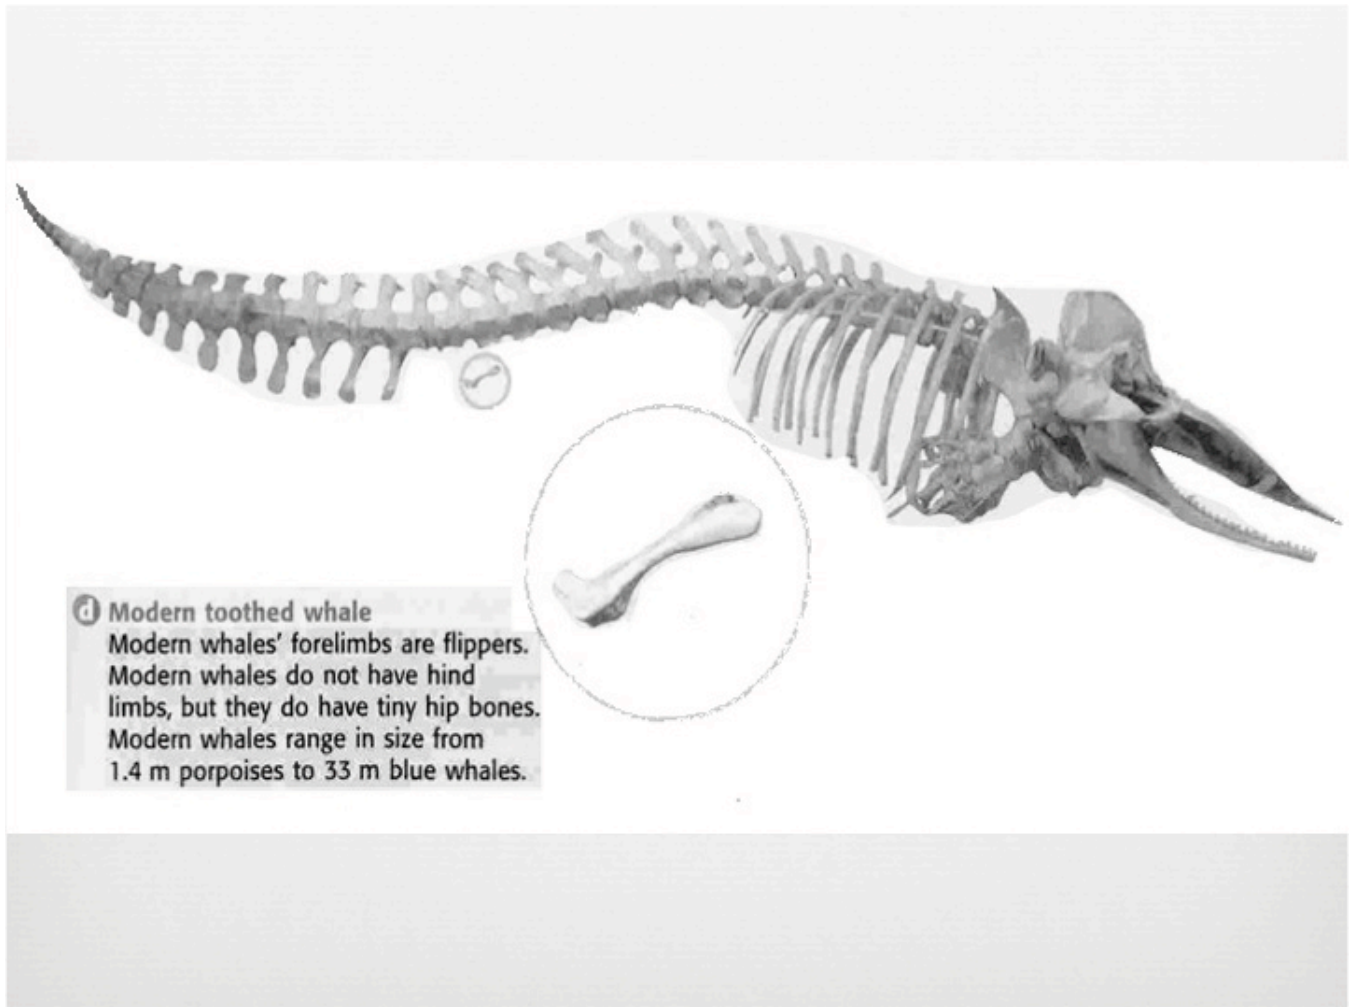 d Modern toothed whale
Modern whales' forelimbs are flippers.
Modern whales do not have hind
limbs, but they do have tiny hip bones.
Modern whales range in size from
1.4 m porpoises to 33 m blue whales.